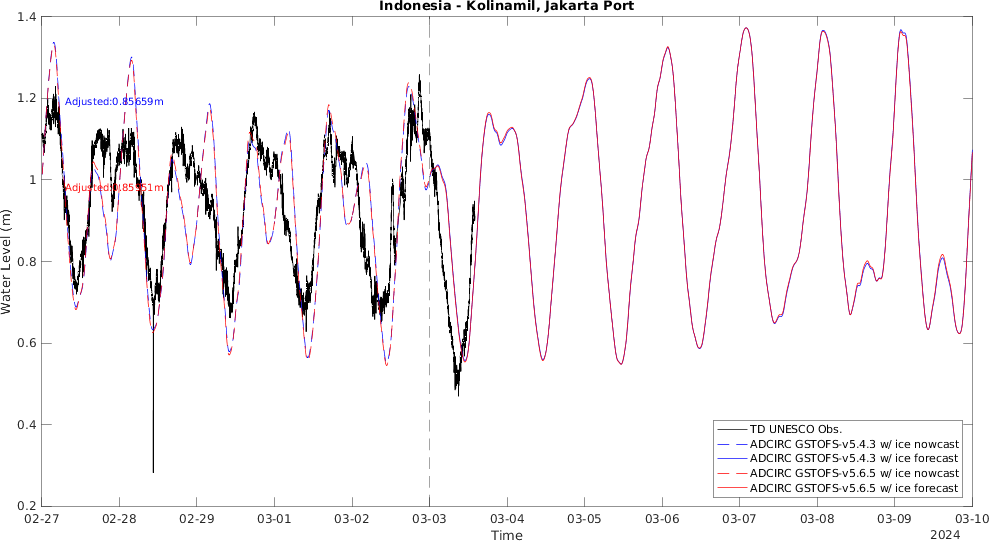 Indonesia - Kolinamil, Jakarta Port
1.4
1.2
1
0.8
0.6
0.4
0.2
Water Level (m)
Adjusted:0.85659m
02-27
02-28
02-29
03-01
03-02
03-03
03-04
03-05
03-06
03-07
03-08
03-09
03-10
Time
2024
TD UNESCO Obs.
ADCIRC GSTOFS-v5.4.3 w/ ice nowcast
ADCIRC GSTOFS-v5.4.3 w/ ice forecast
ADCIRC GSTOFS-v5.6.5 w/ ice nowcast
ADCIRC GSTOFS-v5.6.5 w/ ice forecast